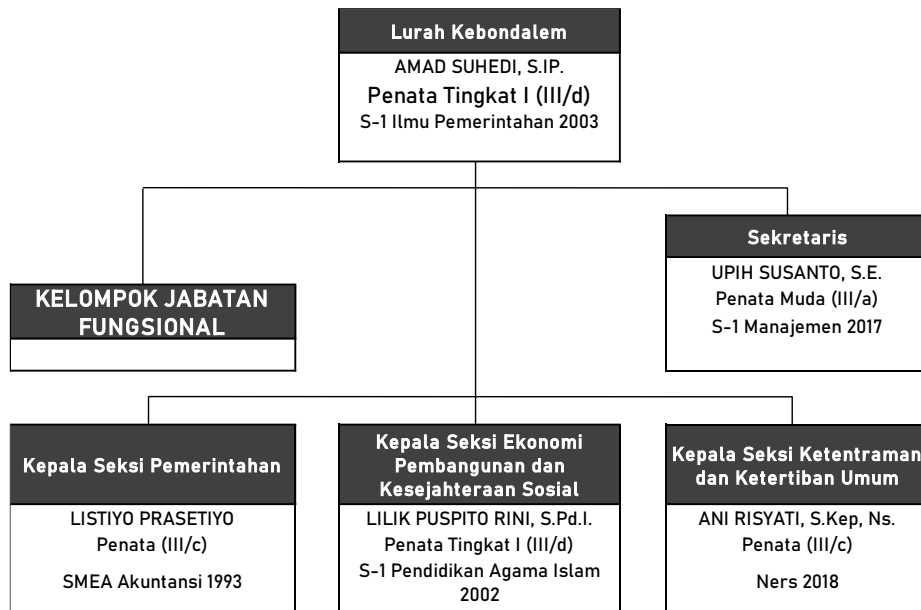 Lurah Kebondalem
AMAD SUHEDI, S.IP.
Penata Tingkat I (III/d)
S-1 Ilmu Pemerintahan 2003
Sekretaris
UPIH SUSANTO, S.E.
Penata Muda (III/a)
S-1 Manajemen 2017
KELOMPOK JABATAN
FUNGSIONAL
Kepala Seksi Pemerintahan
LISTIYO PRASETIYO
Penata (III/c)
SMEA Akuntansi 1993
Kepala Seksi Ekonomi
Pembangunan dan
Kesejahteraan Sosial
LILIK PUSPITO RINI, S.Pd.I.
Penata Tingkat I (III/d)
S-1 Pendidikan Agama Islam
2002
Kepala Seksi Ketentraman
dan Ketertiban Umum
ANI RISYATI, S.Kep, Ns.
Penata (III/c)
Ners 2018